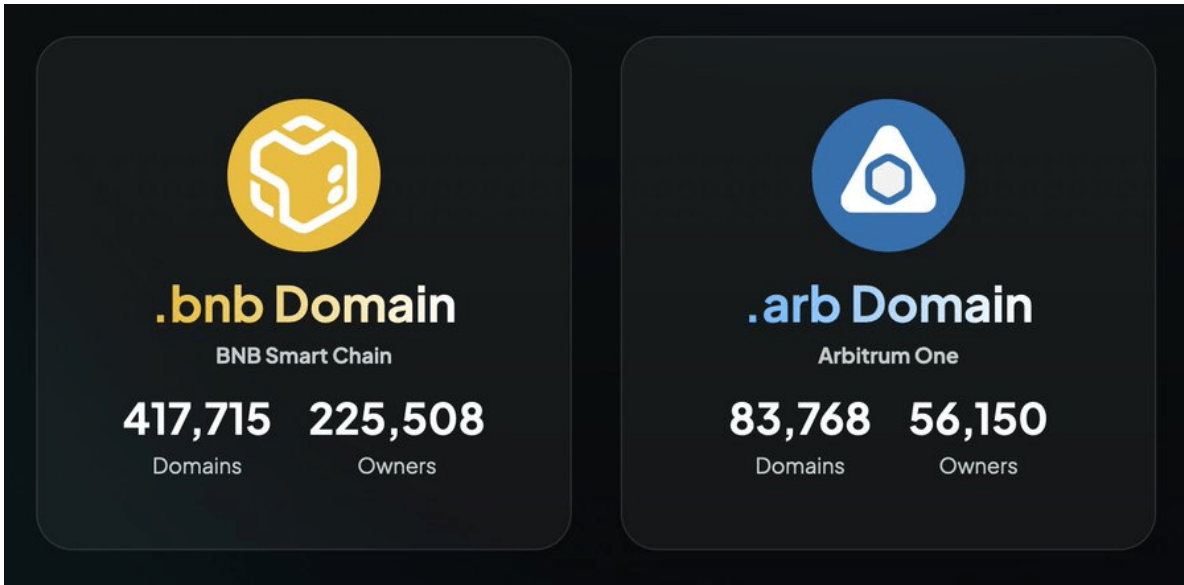 .bnb Domain
BNB Smart Chain
417,715 225,508
Domains Owners
.arb Domain
Arbitrum One
83,768 56,150
Domains Owners